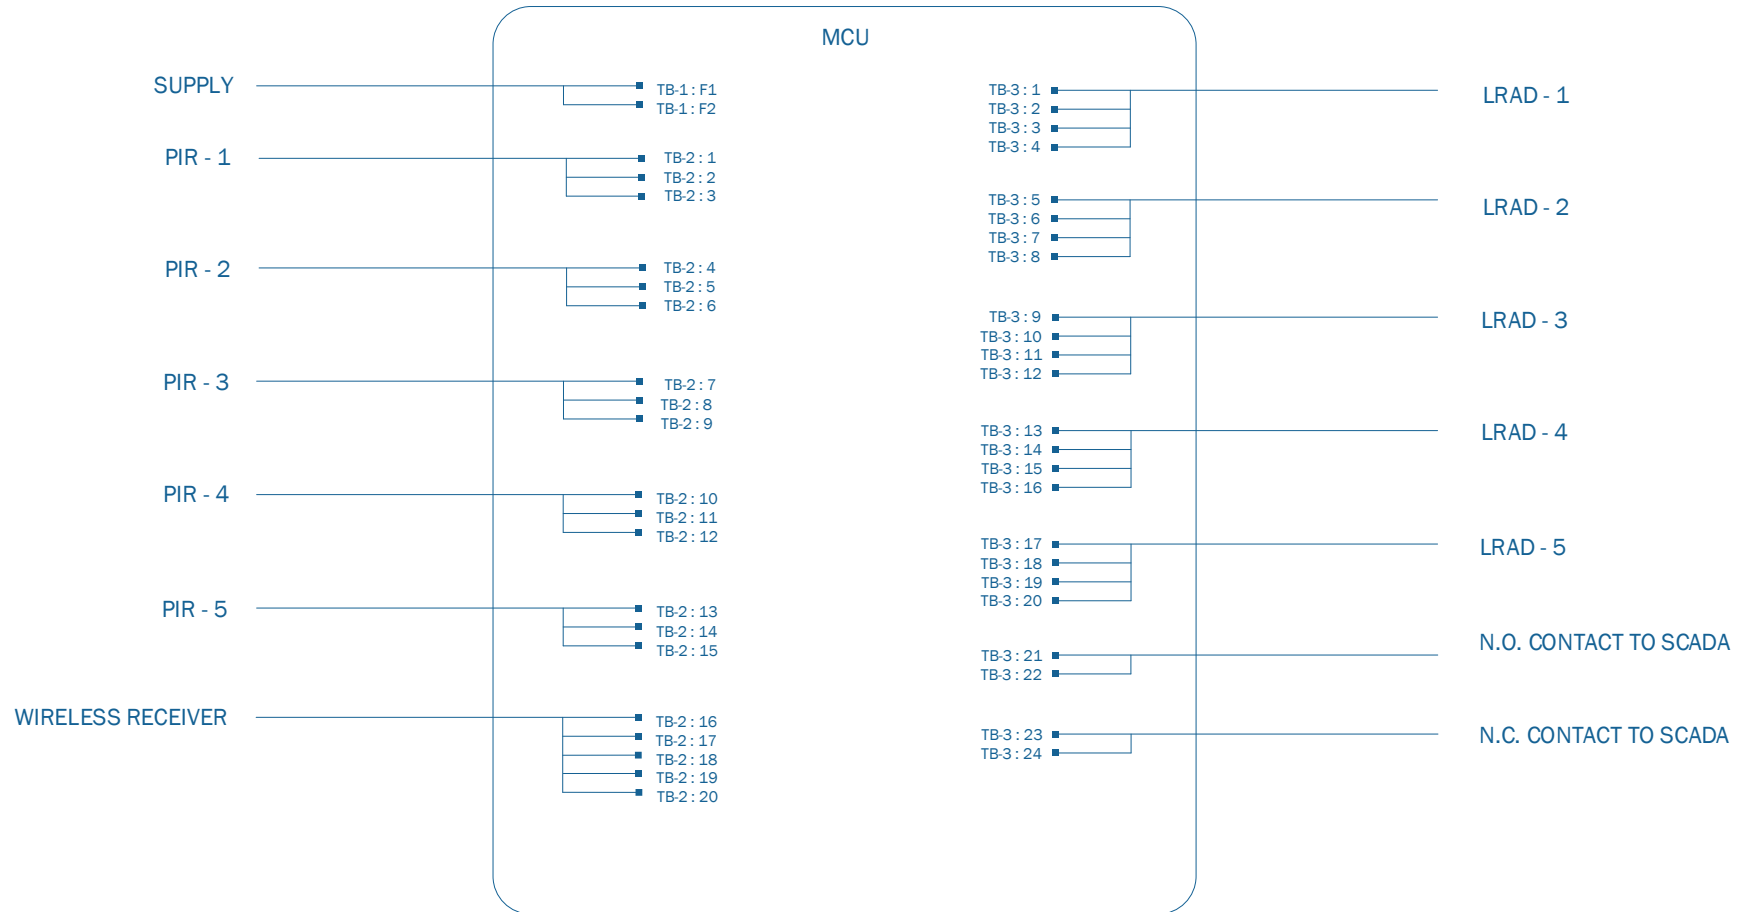 MCU
SUPPLY
TB-1 : F1
TB-1 : F2
PIR - 1
TB-2 : 1
TB-2 : 2
TB-2 : 3
PIR - 2
TB-2 : 4
TB-2 : 5
TB-2 : 6
PIR - 3
TB-2 : 7
TB-2 : 8
TB-2 : 9
PIR - 4
TB-2 : 10
TB-2 : 11
TB-2 : 12
PIR - 5
TB-2 : 13
TB-2 : 14
TB-2 : 15
WIRELESS RECEIVER
TB-2 : 16
TB-2 : 17
TB-2 : 18
TB-2 : 19
TB-2 : 20
TB-3 : 1
TB-3 : 2
TB-3 : 3
TB-3 : 4
LRAD - 1
TB-3 : 5
TB-3 : 6
TB-3 : 7
TB-3 : 8
LRAD - 2
TB-3 : 9
TB-3 : 10
TB-3 : 11
TB-3 : 12
LRAD - 3
TB-3 : 13
TB-3 : 14
TB-3 : 15
TB-3 : 16
LRAD - 4
TB-3 : 17
TB-3 : 18
TB-3 : 19
TB-3 : 20
LRAD - 5
TB-3 : 21
TB-3 : 22
N.O. CONTACT TO SCADA
TB-3 : 23
TB-3 : 24
N.C. CONTACT TO SCADA